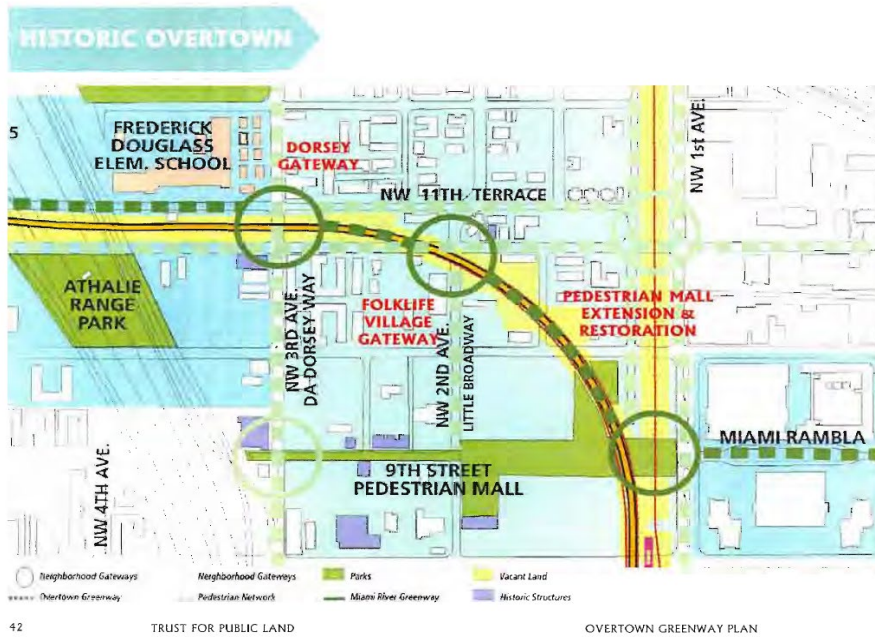 HISTORIC OVERTOWN
5
FREDERICK
DOUGLASS
ELEM. SCHOOL
DORSEY
GATEWAY
NW 11TH TERRACE
NW 1st AVE.
ATHALIE
RANGE
PARK
NW 3RD AVE.
DA DORSEY WAY
FOLKLIFE
VILLAGE
GATEWAY
NW 2ND AVE.
LITTLE BROADWAY
PEDESTRIAN MALL
EXTENSION &
RESTORATION
MIAMI RAMBLA
NW 4TH AVE.
9TH STREET
PEDESTRIAN MALL
Neighborhood Gateways
Neighborhood Gateways
Parks
Vacant Land
Overtown Greenway
Pedestrian Network
Miami River Greenway
Historic Structures
42
TRUST FOR PUBLIC LAND
OVERTOWN GREENWAY PLAN